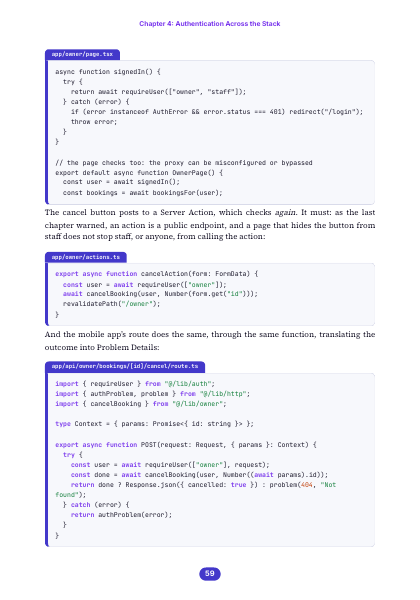 Chapter 4: Authentication Across the Stack
app/owner/page.tsx
async function signedIn() {
  try {
    return await requireUser(["owner", "staff"]);
  } catch (error) {
    if (error instanceof AuthError && error.status === 401) redirect("/login");
    throw error;
  }
}

// the page checks too: the proxy can be misconfigured or bypassed
export default async function OwnerPage() {
  const user = await signedIn();
  const bookings = await bookingsFor(user);
The cancel button posts to a Server Action, which checks again. It must: as the last
chapter warned, an action is a public endpoint, and a page that hides the button from
staff does not stop staff, or anyone, from calling the action:
app/owner/actions.ts
export async function cancelAction(form: FormData) {
  const user = await requireUser(["owner"]);
  await cancelBooking(user, Number(form.get("id")));
  revalidatePath("/owner");
}
And the mobile app's route does the same, through the same function, translating the
outcome into Problem Details:
app/api/owner/bookings/[id]/cancel/route.ts
import { requireUser } from "@/lib/auth";
import { authProblem, problem } from "@/lib/http";
import { cancelBooking } from "@/lib/owner";

type Context = { params: Promise<{ id: string }> };

export async function POST(request: Request, { params }: Context) {
  try {
    const user = await requireUser(["owner"], request);
    const done = await cancelBooking(user, Number((await params).id));
    return done ? Response.json({ cancelled: true }) : problem(404, "Not
found");
  } catch (error) {
    return authProblem(error);
  }
}
59